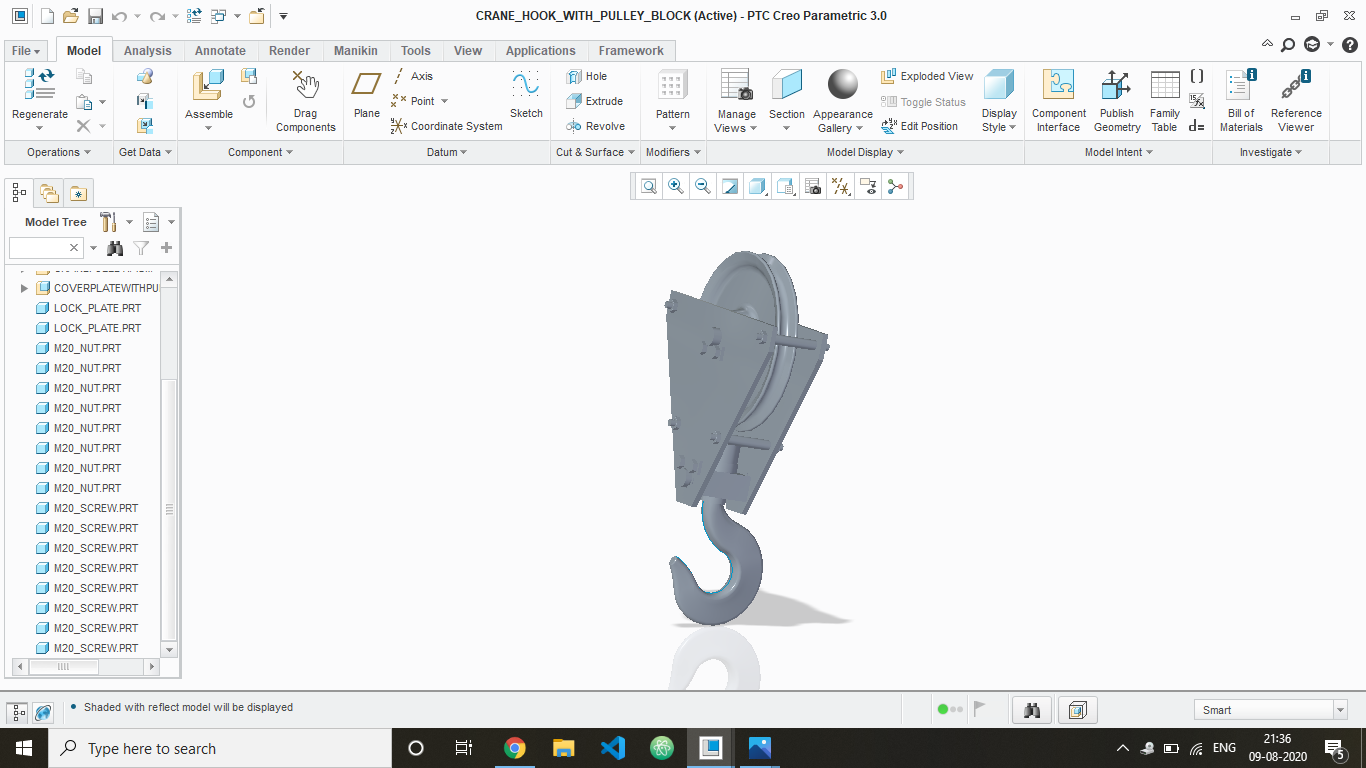 CRANE_HOOK_WITH_PULLEY_BLOCK (Active) - PTC Creo Parametric 3.0
File Model Analysis Annotate Render Manikin Tools View Applications Framework
Regenerate
Assemble
Drag
Components
Plane
Axis
Point
Coordinate System
Sketch
Hole
Extrude
Revolve
Pattern
Manage
Views
Section
Appearance
Gallery
Exploded View
Toggle Status
Edit Position
Display
Style
Component
Interface
Publish
Geometry
Family
Table
d=
Bill of
Materials
Reference
Viewer
Operations Get Data Component Datum Cut & Surface Modifiers Model Display Model Intent Investigate
Model Tree
COVERPLATEWITHPU
LOCK_PLATE.PRT
LOCK_PLATE.PRT
M20_NUT.PRT
M20_NUT.PRT
M20_NUT.PRT
M20_NUT.PRT
M20_NUT.PRT
M20_NUT.PRT
M20_NUT.PRT
M20_NUT.PRT
M20_SCREW.PRT
M20_SCREW.PRT
M20_SCREW.PRT
M20_SCREW.PRT
M20_SCREW.PRT
M20_SCREW.PRT
M20_SCREW.PRT
M20_SCREW.PRT
Shaded with reflect model will be displayed
Smart
Type here to search
ENG
21:36
09-08-2020
5